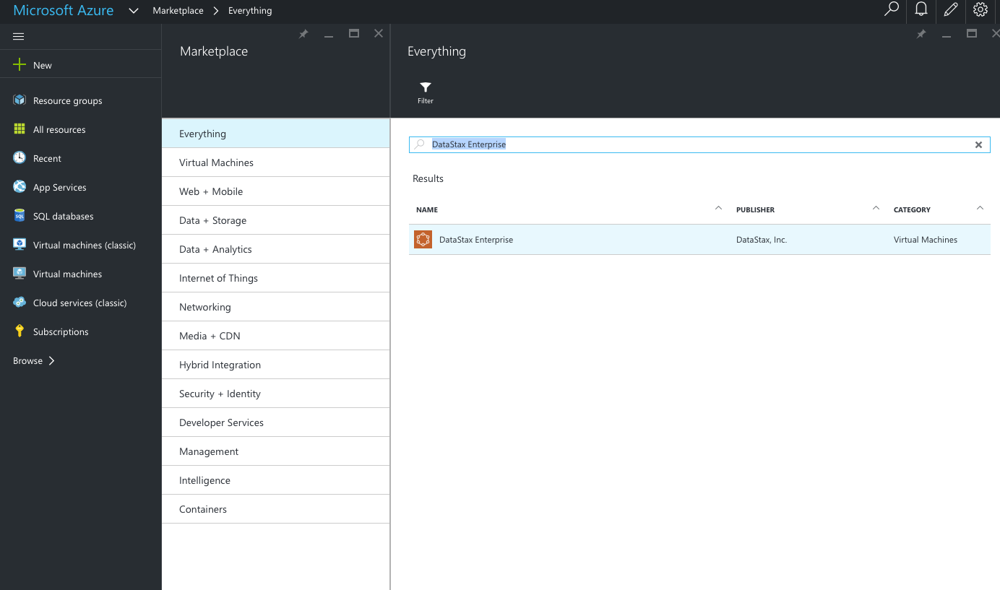 Microsoft Azure Marketplace Everything
New
Resource groups
All resources
Recent
App Services
SQL databases
SQL
Virtual machines (classic)
Virtual machines
Cloud services (classic)
Subscriptions
Browse
Marketplace
Everything
Virtual Machines
Web + Mobile
Data + Storage
Data + Analytics
Internet of Things
Networking
Media + CDN
Hybrid Integration
Security + Identity
Developer Services
Management
Intelligence
Containers
Everything
Filter
DataStax Enterprise
Results
NAME PUBLISHER CATEGORY
DataStax Enterprise DataStax, Inc. Virtual Machines